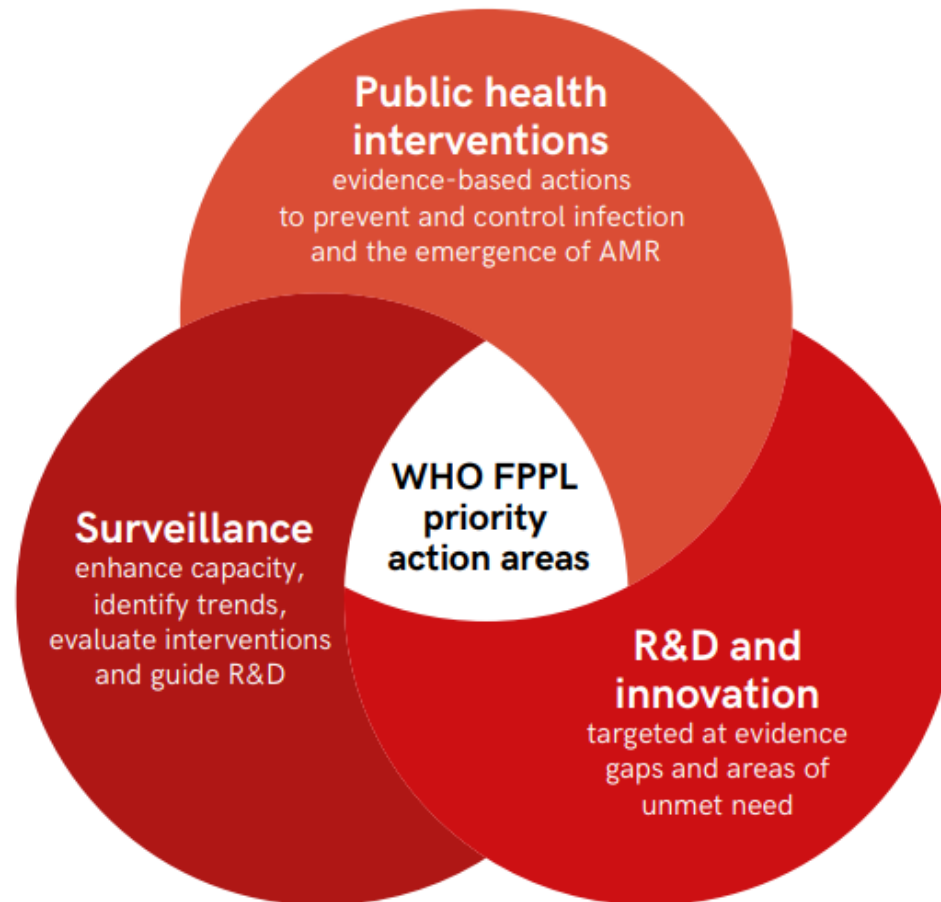 Public health
interventions
evidence-based actions
to prevent and control infection
and the emergence of AMR
WHO FPPL
priority
action areas
Surveillance
enhance capacity,
identify trends,
evaluate interventions
and guide R&D
R&D and
innovation
targeted at evidence
gaps and areas of
unmet need